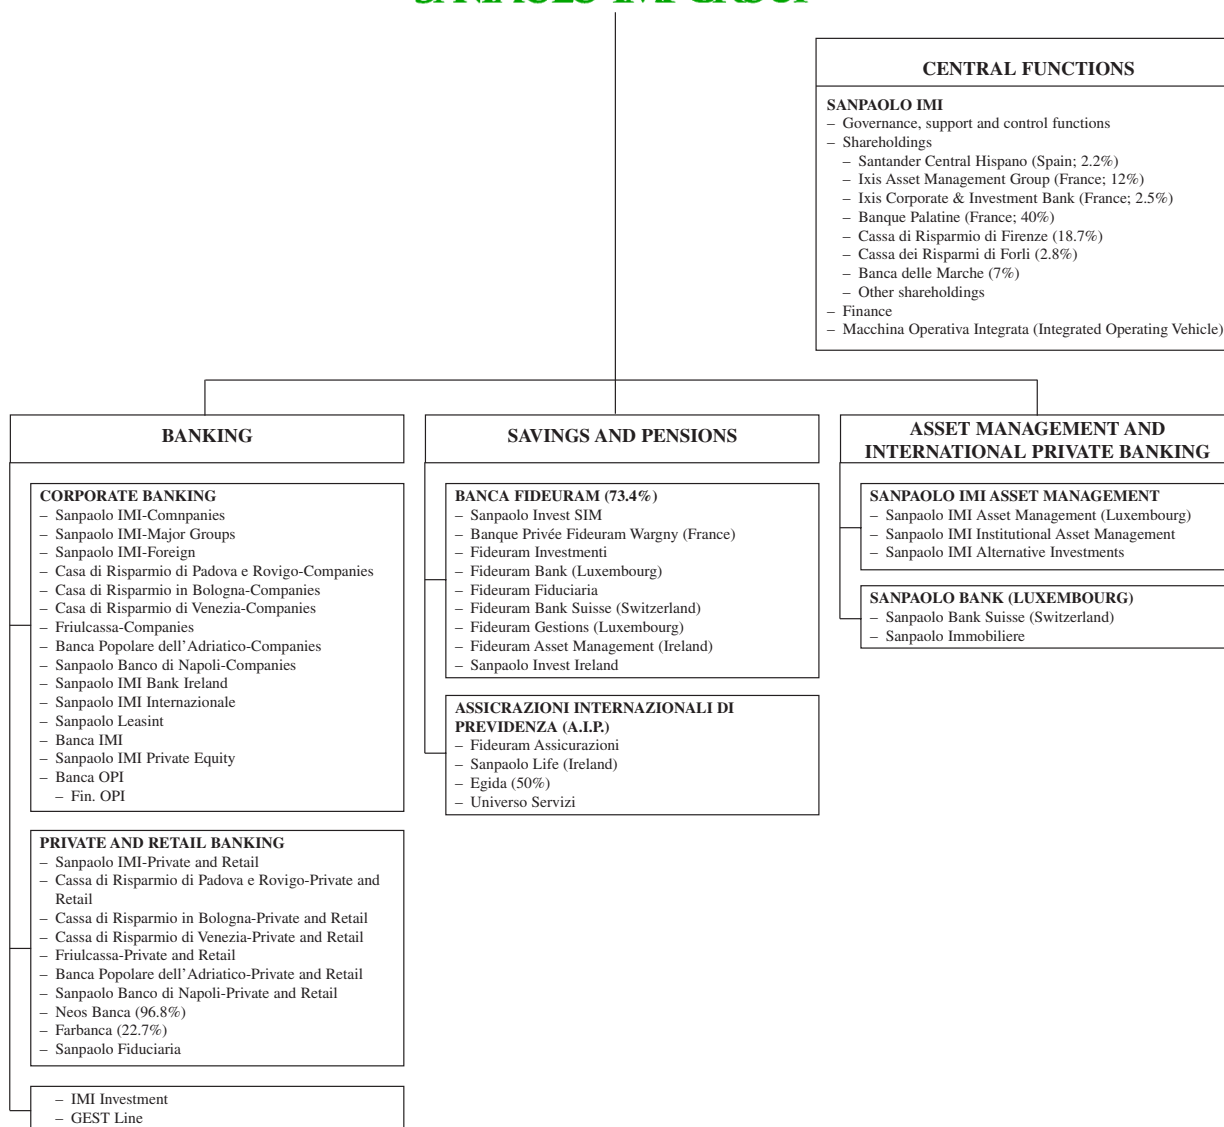 SANPAOLO IMI GROUP
CENTRAL FUNCTIONS
SANPAOLO IMI
– Governance, support and control functions
– Shareholdings
– Santander Central Hispano (Spain; 2.2%)
– Ixis Asset Management Group (France; 12%)
– Ixis Corporate & Investment Bank (France; 2.5%)
– Banque Palatine (France; 40%)
– Cassa di Risparmio di Firenze (18.7%)
– Cassa dei Risparmi di Forli (2.8%)
– Banca delle Marche (7%)
– Other shareholdings
– Finance
– Macchina Operativa Integrata (Integrated Operating Vehicle)
BANKING
CORPORATE BANKING
– Sanpaolo IMI-Comnpanies
– Sanpaolo IMI-Major Groups
– Sanpaolo IMI-Foreign
– Casa di Risparmio di Padova e Rovigo-Companies
– Casa di Risparmio in Bologna-Companies
– Casa di Risparmio di Venezia-Companies
– Friulcassa-Companies
– Banca Popolare dell'Adriatico-Companies
– Sanpaolo Banco di Napoli-Companies
– Sanpaolo IMI Bank Ireland
– Sanpaolo IMI Internazionale
– Sanpaolo Leasint
– Banca IMI
– Sanpaolo IMI Private Equity
– Banca OPI
– Fin. OPI
PRIVATE AND RETAIL BANKING
– Sanpaolo IMI-Private and Retail
– Cassa di Risparmio di Padova e Rovigo-Private and
Retail
– Cassa di Risparmio in Bologna-Private and Retail
– Cassa di Risparmio di Venezia-Private and Retail
– Friulcassa-Private and Retail
– Banca Popolare dell'Adriatico-Private and Retail
– Sanpaolo Banco di Napoli-Private and Retail
– Neos Banca (96.8%)
– Farbanca (22.7%)
– Sanpaolo Fiduciaria
– IMI Investment
– GEST Line
SAVINGS AND PENSIONS
BANCA FIDEURAM (73.4%)
– Sanpaolo Invest SIM
– Banque Privée Fideuram Wargny (France)
– Fideuram Investimenti
– Fideuram Bank (Luxembourg)
– Fideuram Fiduciaria
– Fideuram Bank Suisse (Switzerland)
– Fideuram Gestions (Luxembourg)
– Fideuram Asset Management (Ireland)
– Sanpaolo Invest Ireland
ASSICRAZIONI INTERNAZIONALI DI
PREVIDENZA (A.I.P.)
– Fideuram Assicurazioni
– Sanpaolo Life (Ireland)
– Egida (50%)
– Universo Servizi
ASSET MANAGEMENT AND
INTERNATIONAL PRIVATE BANKING
SANPAOLO IMI ASSET MANAGEMENT
– Sanpaolo IMI Asset Management (Luxembourg)
– Sanpaolo IMI Institutional Asset Management
– Sanpaolo IMI Alternative Investments
SANPAOLO BANK (LUXEMBOURG)
– Sanpaolo Bank Suisse (Switzerland)
– Sanpaolo Immobiliere